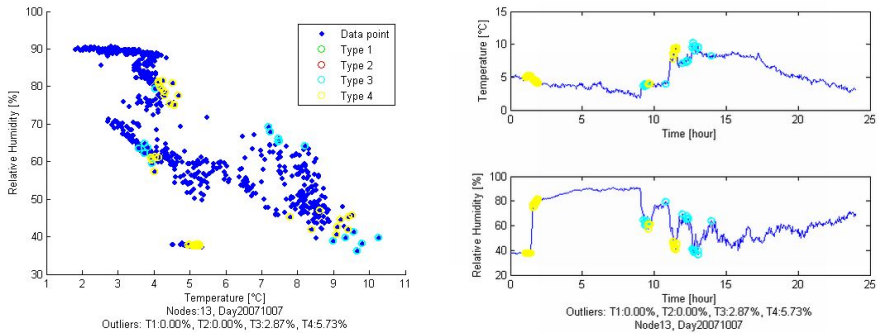 100
90
80
70
60
50
40
30
Relative Humidity [%]
Data point
Type 1
Type 2
Type 3
Type 4
1 2 3 4 5 6 7 8 9 10 11
Temperature [°C]
Nodes:13, Day20071007
Outliers: T1:0.00%, T2:0.00%, T3:2.87%, T4:5.73%
15
10
5
0
Temperature [°C]
0 5 10 15 20 25
Time [hour]
100
80
60
40
20
Relative Humidity [%]
0 5 10 15 20 25
Time [hour]
Outliers: T1:0.00%, T2:0.00%, T3:2.87%, T4:5.73%
Node13, Day20071007